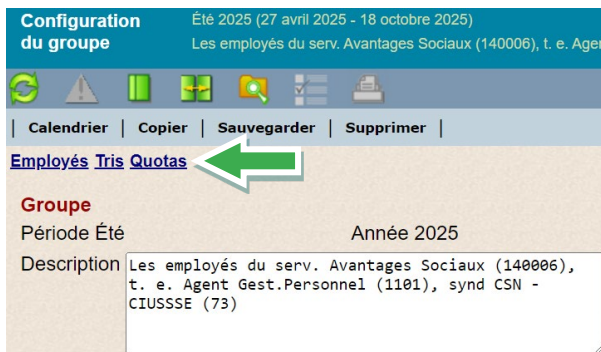 Configuration Été 2025 (27 avril 2025 - 18 octobre 2025)
du groupe Les employés du serv. Avantages Sociaux (140006), t. e. Ager
| Calendrier | Copier | Sauvegarder | Supprimer |
Employés Tris Quotas
Groupe
Période Été Année 2025
Description Les employés du serv. Avantages Sociaux (140006),
t. e. Agent Gest.Personnel (1101), synd CSN -
CIUSSSE (73)